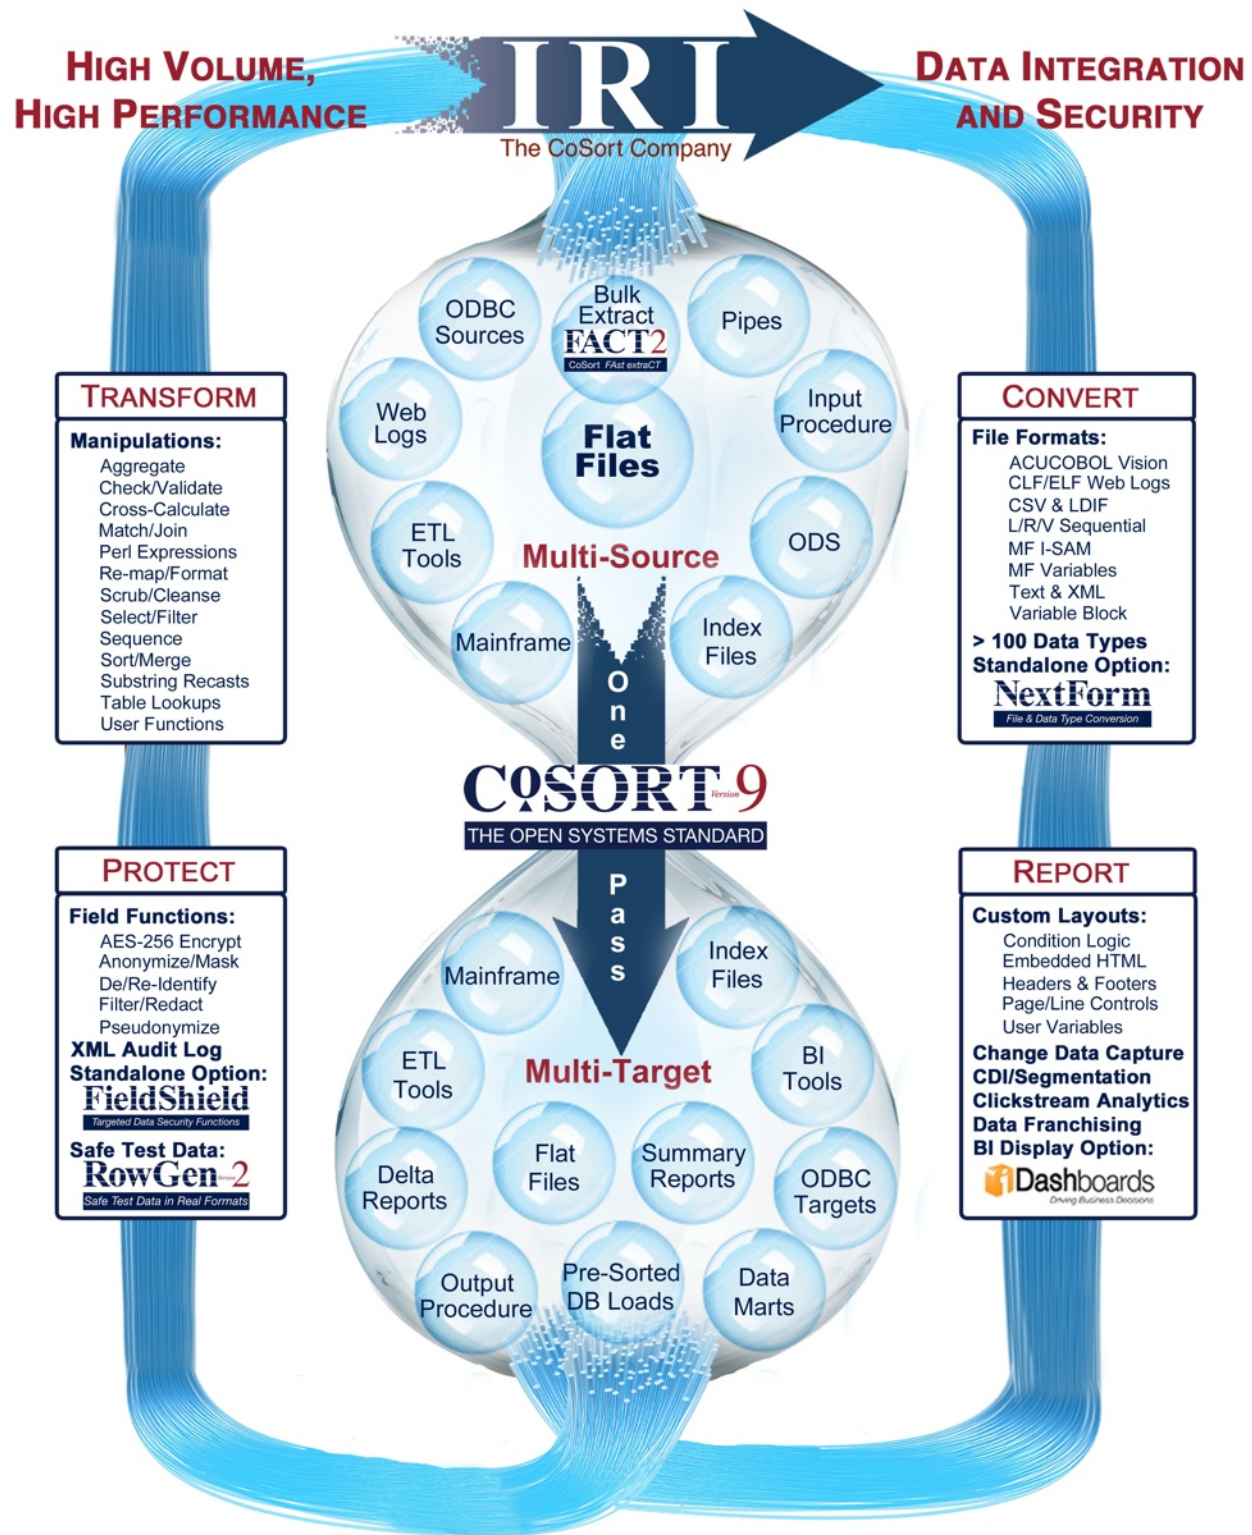 HIGH VOLUME,
HIGH PERFORMANCE
IRI
The CoSort Company
DATA INTEGRATION
AND SECURITY
ODBC
Sources
Bulk
Extract
FACT2
CoSort FAst extraCT
Pipes
Web
Logs
Flat
Files
Input
Procedure
ETL
Tools
Multi-Source
ODS
Mainframe
Index
Files
One
COSORT Version 9
THE OPEN SYSTEMS STANDARD
Pass
Mainframe
Index
Files
ETL
Tools
Multi-Target
BI
Tools
Delta
Reports
Flat
Files
Summary
Reports
ODBC
Targets
Output
Procedure
Pre-Sorted
DB Loads
Data
Marts
TRANSFORM
Manipulations:
Aggregate
Check/Validate
Cross-Calculate
Match/Join
Perl Expressions
Re-map/Format
Scrub/Cleanse
Select/Filter
Sequence
Sort/Merge
Substring Recasts
Table Lookups
User Functions
PROTECT
Field Functions:
AES-256 Encrypt
Anonymize/Mask
De/Re-Identify
Filter/Redact
Pseudonymize
XML Audit Log
Standalone Option:
FieldShield
Targeted Data Security Functions
Safe Test Data:
RowGen Version 2
Safe Test Data in Real Formats
CONVERT
File Formats:
ACUCOBOL Vision
CLF/ELF Web Logs
CSV & LDIF
L/R/V Sequential
MF I-SAM
MF Variables
Text & XML
Variable Block
> 100 Data Types
Standalone Option:
NextForm
File & Data Type Conversion
REPORT
Custom Layouts:
Condition Logic
Embedded HTML
Headers & Footers
Page/Line Controls
User Variables
Change Data Capture
CDI/Segmentation
Clickstream Analytics
Data Franchising
BI Display Option:
iDashboards
Driving Business Decisions